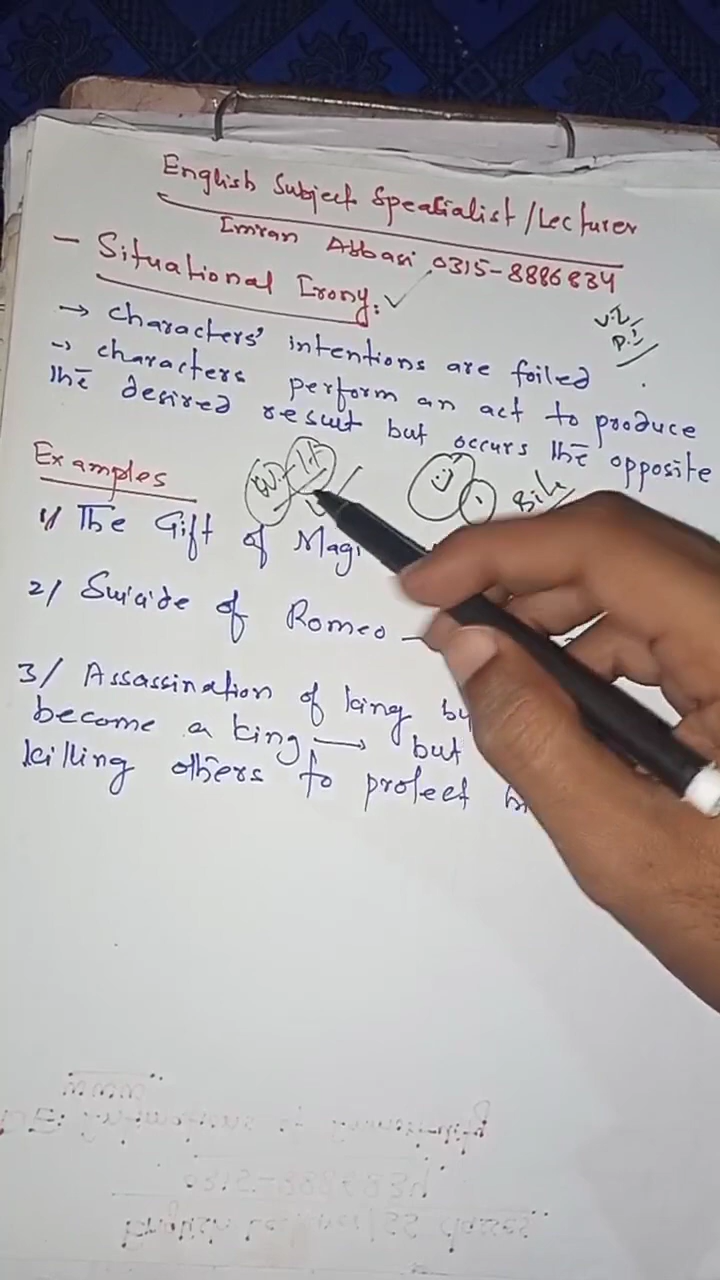 English Subject Specialist/Lecturer
Imran Abbasi 0315-8886834
- Situational Irony:
V.I
P.I
→ characters' intentions are foiled
→ characters perform an act to produce
the desired result but occurs the opposite
Examples
1/ The Gift of Magi
2/ Suicide of Romeo -
3/ Assassination of king by
become a king → but
killing others to protect